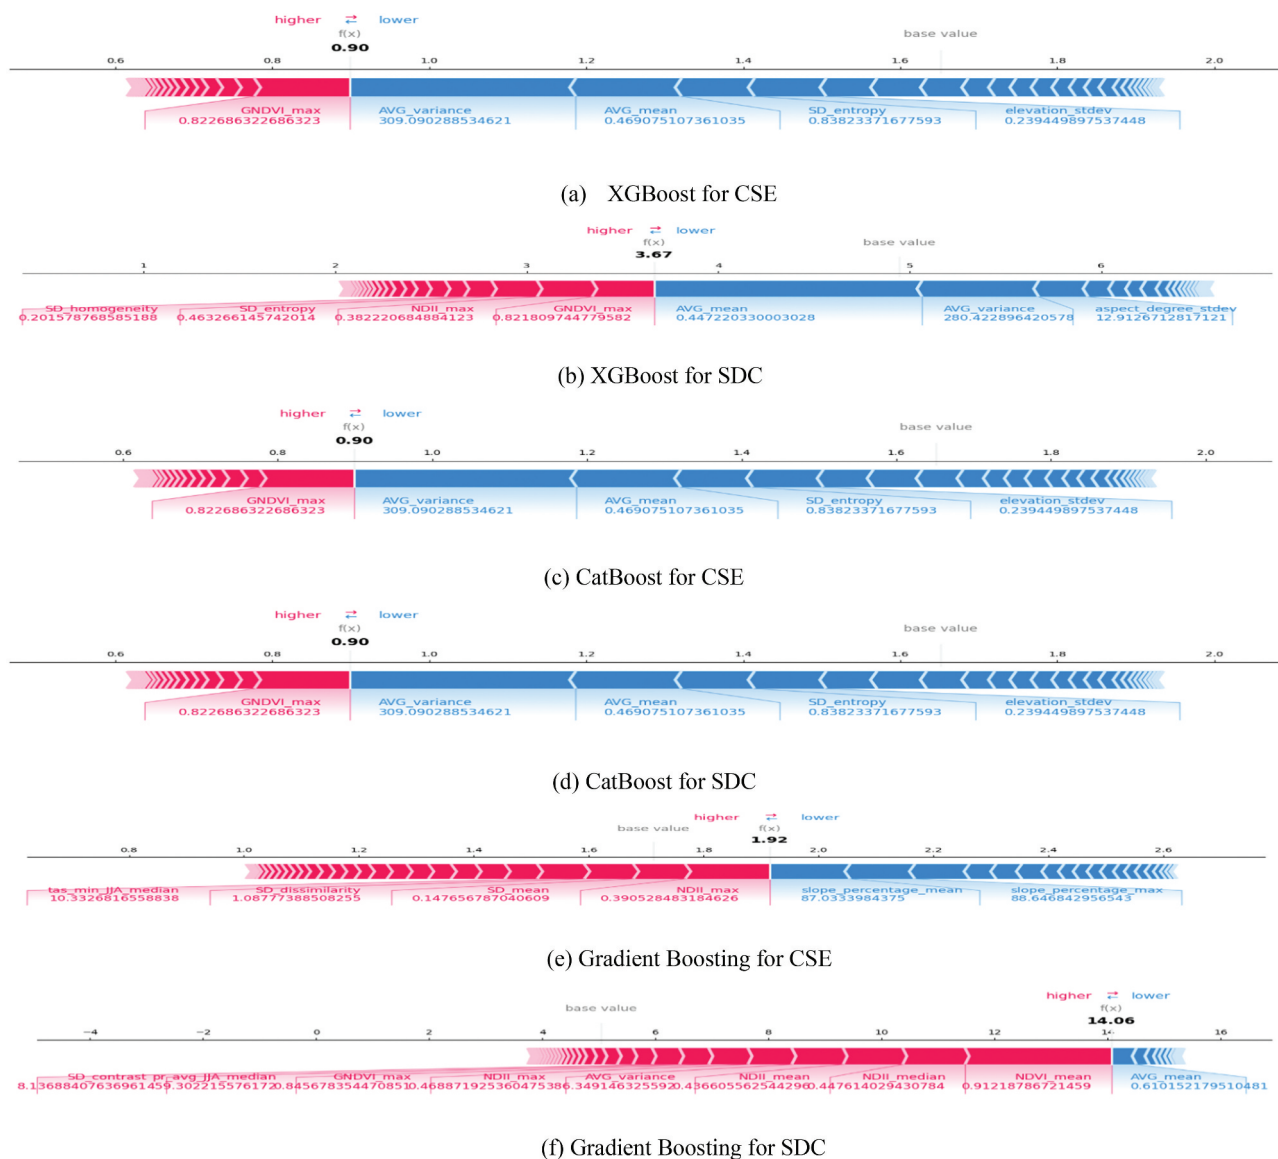 higher ⇄ lower
f(x)
0.90
base value
0.6 0.8 1.0 1.2 1.4 1.6 1.8 2.0
GNDVI_max AVG_variance AVG_mean SD_entropy elevation_stdev
0.822686322686323 309.090288534621 0.469075107361035 0.83823371677593 0.239449897537448
(a) XGBoost for CSE
higher ⇄ lower
f(x)
3.67
base value
1 2 3 4 5 6
SD_homogeneity SD_entropy NDII_max GNDVI_max AVG_mean AVG_variance aspect_degree_stdev
0.201578768585188 0.463266145742014 0.382220684884123 0.821809744779582 0.447220330003028 280.422896420578 12.9126712817121
(b) XGBoost for SDC
higher ⇄ lower
f(x)
0.90
base value
0.6 0.8 1.0 1.2 1.4 1.6 1.8 2.0
GNDVI_max AVG_variance AVG_mean SD_entropy elevation_stdev
0.822686322686323 309.090288534621 0.469075107361035 0.83823371677593 0.239449897537448
(c) CatBoost for CSE
higher ⇄ lower
f(x)
0.90
base value
0.6 0.8 1.0 1.2 1.4 1.6 1.8 2.0
GNDVI_max AVG_variance AVG_mean SD_entropy elevation_stdev
0.822686322686323 309.090288534621 0.469075107361035 0.83823371677593 0.239449897537448
(d) CatBoost for SDC
higher ⇄ lower
base value f(x)
1.92
0.8 1.0 1.2 1.4 1.6 1.8 2.0 2.2 2.4 2.6
tas_min_JJA_median SD_dissimilarity SD_mean NDII_max slope_percentage_mean slope_percentage_max
10.3326816558838 1.08777388508255 0.147656787040609 0.390528483184626 87.0333984375 88.646842956543
(e) Gradient Boosting for CSE
higher ⇄ lower
base value f(x)
14.06
−4 −2 0 2 4 6 8 10 12 14 16
SD_contrast pr_avg_JJA_median GNDVI_max NDII_max AVG_variance NDII_mean NDII_median NDVI_mean AVG_mean
0.447614029430784 0.91218786721459 0.610152179510481
(f) Gradient Boosting for SDC